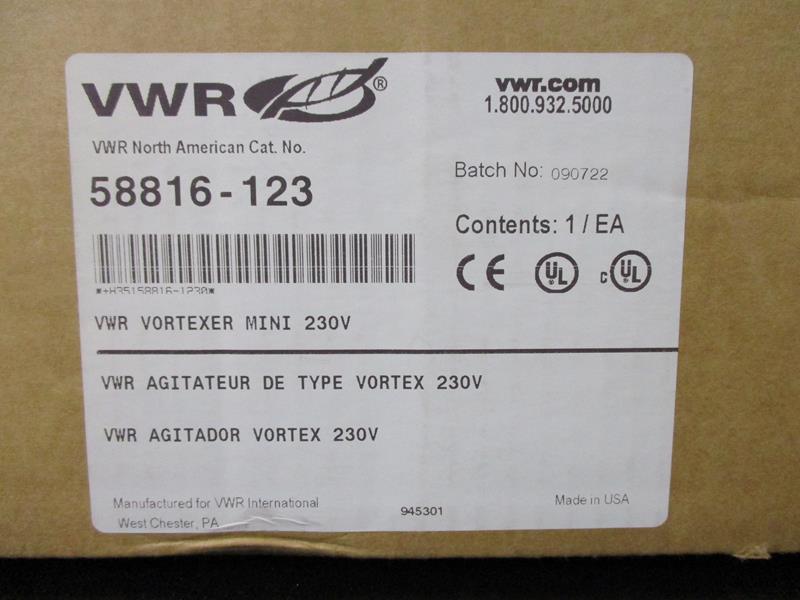 VWR®
vwr.com
1.800.932.5000
VWR North American Cat. No.
58816-123
Batch No: 090722
Contents: 1 / EA
CE UL c UL
*+H35158816-1230*
VWR VORTEXER MINI 230V
VWR AGITATEUR DE TYPE VORTEX 230V
VWR AGITADOR VORTEX 230V
Manufactured for VWR International
West Chester, PA
945301
Made in USA